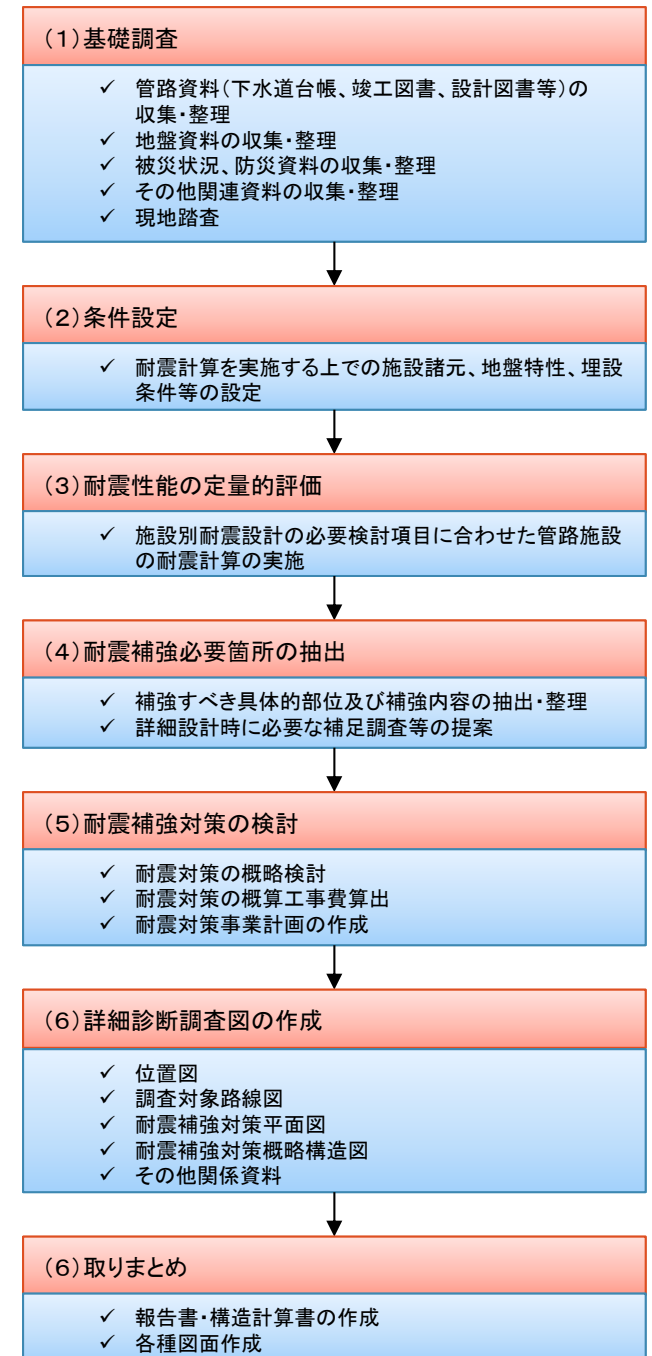 （１）基礎調査
✓ 管路資料（下水道台帳、竣工図書、設計図書等）の
収集・整理
✓ 地盤資料の収集・整理
✓ 被災状況、防災資料の収集・整理
✓ その他関連資料の収集・整理
✓ 現地踏査
（２）条件設定
✓ 耐震計算を実施する上での施設諸元、地盤特性、埋設
条件等の設定
（３）耐震性能の定量的評価
✓ 施設別耐震設計の必要検討項目に合わせた管路施設
の耐震計算の実施
（４）耐震補強必要箇所の抽出
✓ 補強すべき具体的部位及び補強内容の抽出・整理
✓ 詳細設計時に必要な補足調査等の提案
（５）耐震補強対策の検討
✓ 耐震対策の概略検討
✓ 耐震対策の概算工事費算出
✓ 耐震対策事業計画の作成
（６）詳細診断調査図の作成
✓ 位置図
✓ 調査対象路線図
✓ 耐震補強対策平面図
✓ 耐震補強対策概略構造図
✓ その他関係資料
（６）取りまとめ
✓ 報告書・構造計算書の作成
✓ 各種図面作成